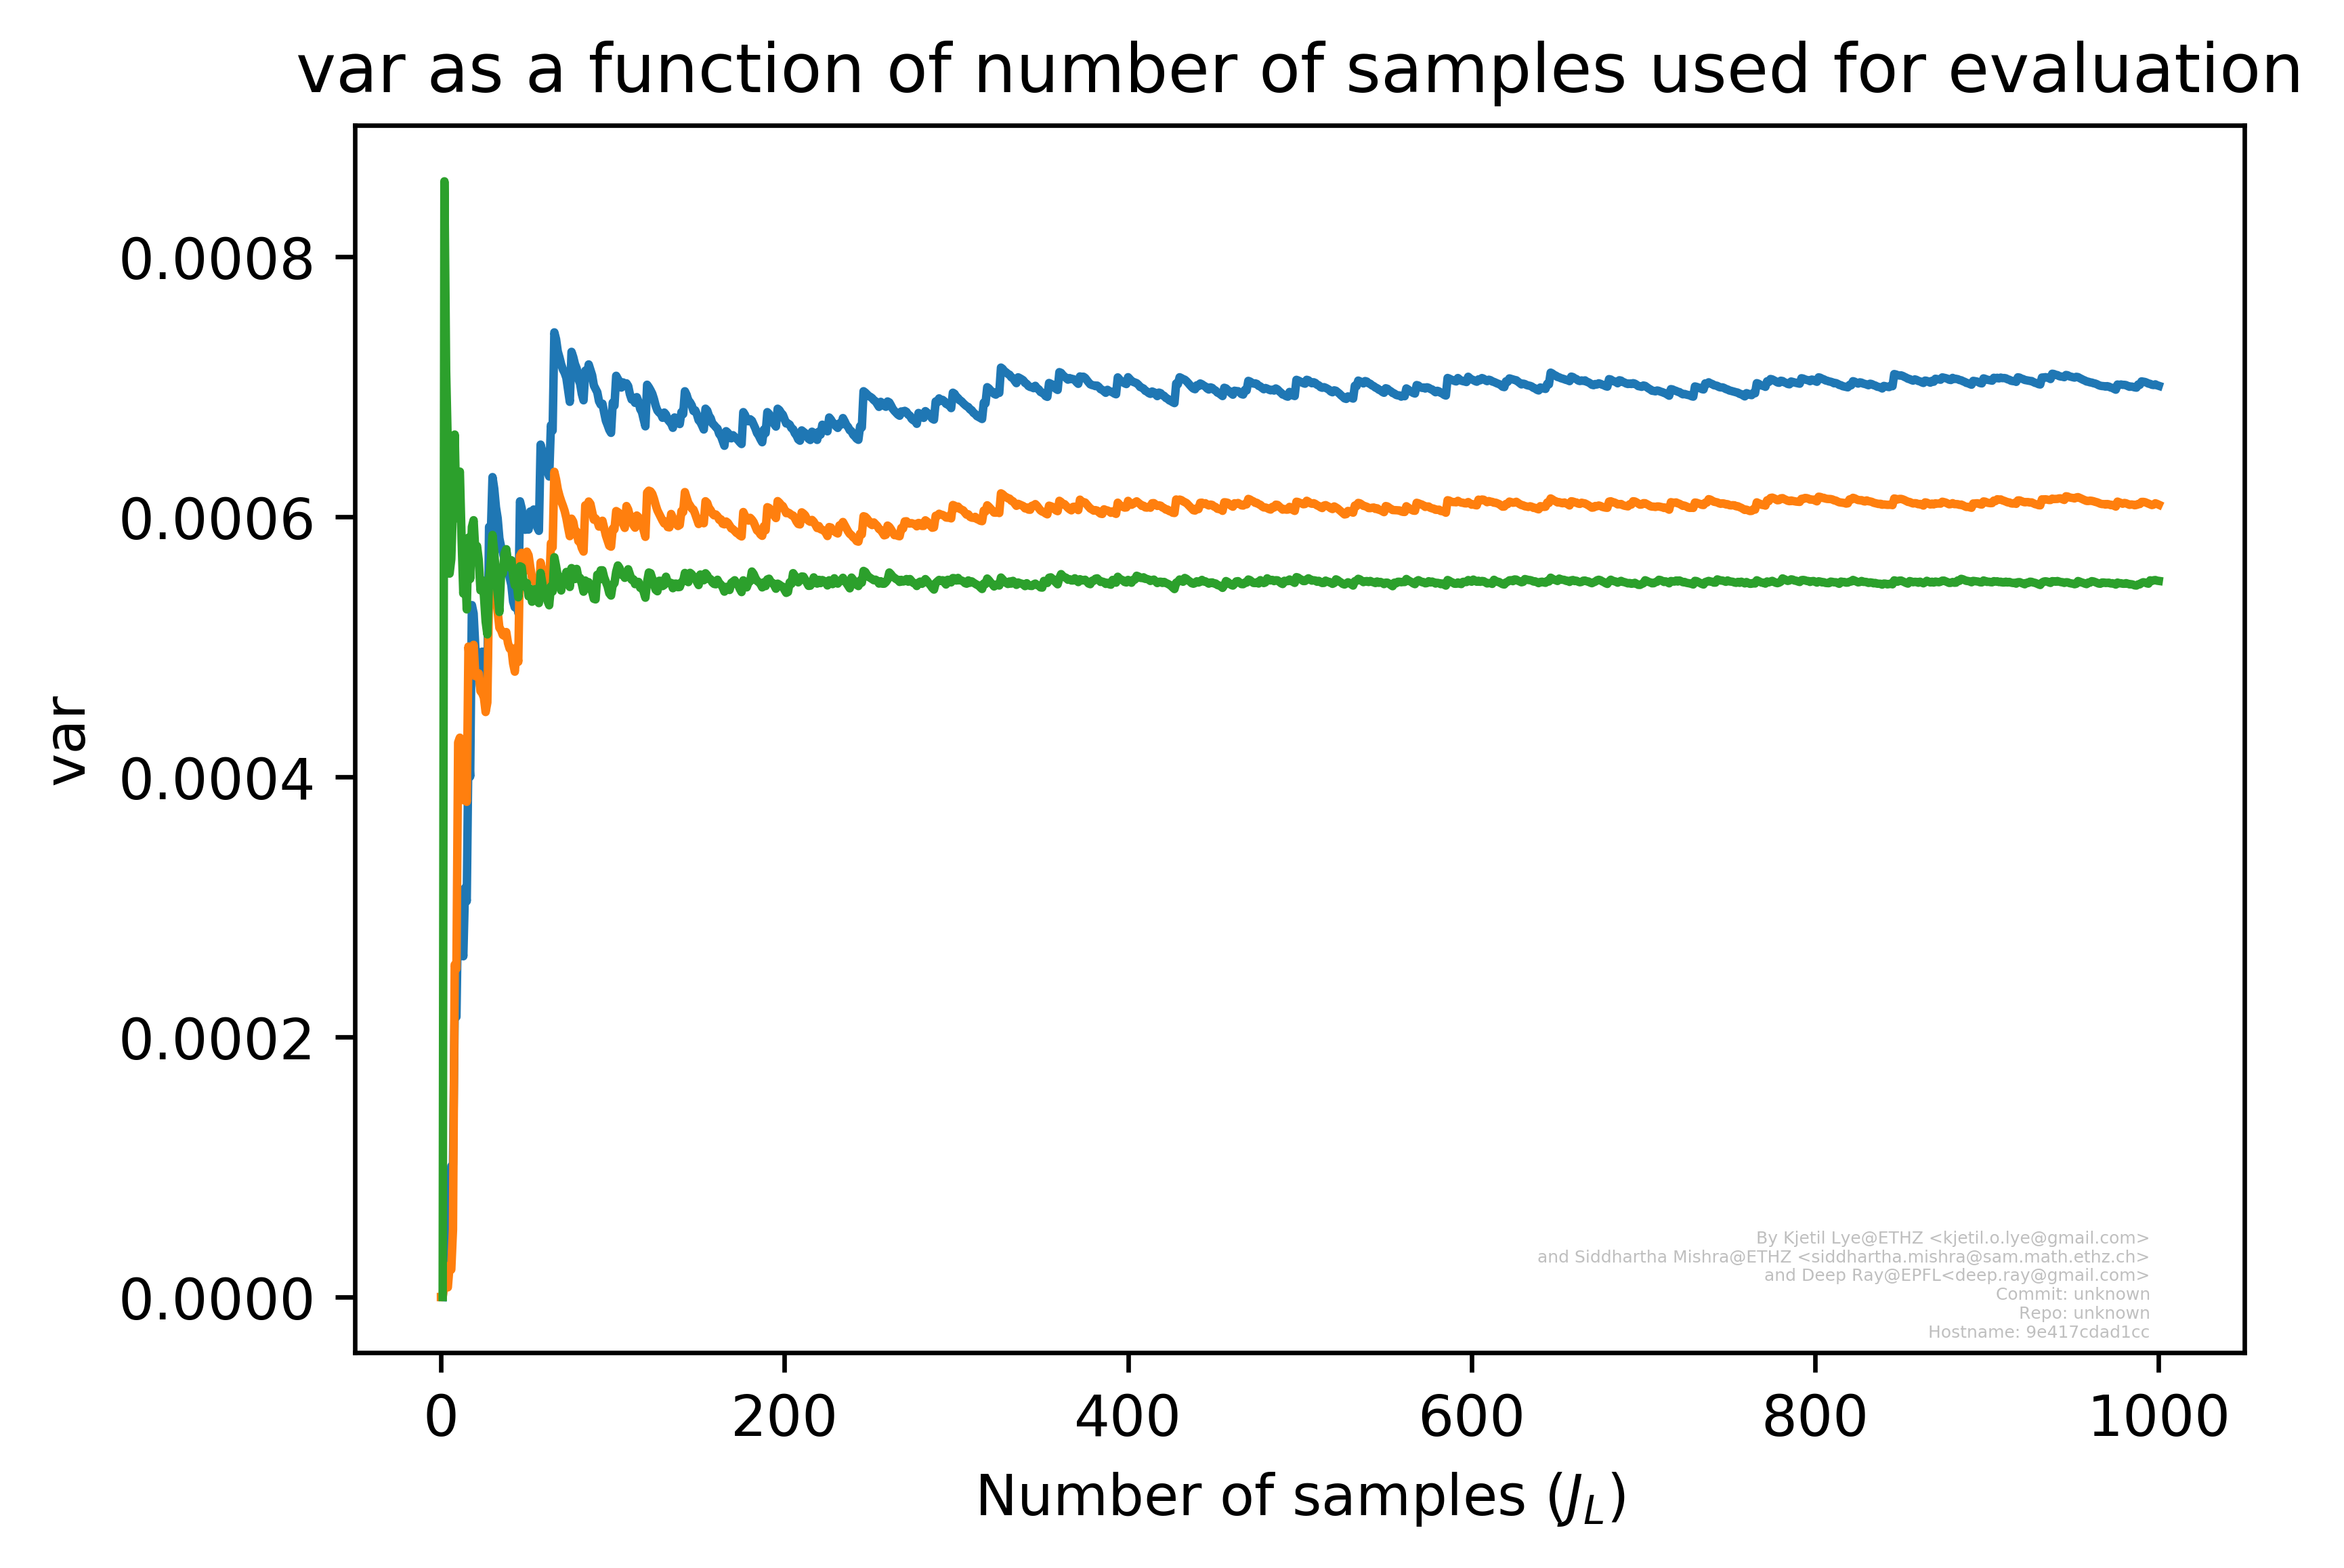 var as a function of number of samples used for evaluation
0.0008
0.0006
0.0004
0.0002
0.0000
var
By Kjetil Lye@ETHZ <kjetil.o.lye@gmail.com>
and Siddhartha Mishra@ETHZ <siddhartha.mishra@sam.math.ethz.ch>
and Deep Ray@EPFL<deep.ray@gmail.com>
Commit: unknown
Repo: unknown
Hostname: 9e417cdad1cc
0 200 400 600 800 1000
Number of samples (J_L)